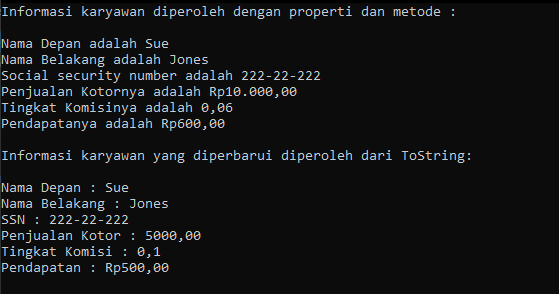 Informasi karyawan diperoleh dengan properti dan metode :
Nama Depan adalah Sue
Nama Belakang adalah Jones
Social security number adalah 222-22-222
Penjualan Kotornya adalah Rp10.000,00
Tingkat Komisinya adalah 0,06
Pendapatanya adalah Rp600,00
Informasi karyawan yang diperbarui diperoleh dari ToString:
Nama Depan : Sue
Nama Belakang : Jones
SSN : 222-22-222
Penjualan Kotor : 5000,00
Tingkat Komisi : 0,1
Pendapatan : Rp500,00